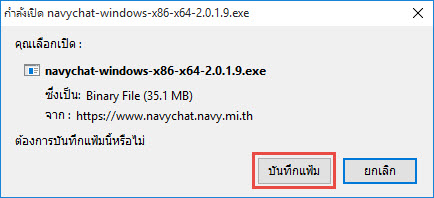 กำลังเปิด navychat-windows-x86-x64-2.0.1.9.exe
คุณเลือกเปิด :
navychat-windows-x86-x64-2.0.1.9.exe
ซึ่งเป็น: Binary File (35.1 MB)
จาก : https://www.navychat.navy.mi.th
ต้องการบันทึกแฟ้มนี้หรือไม่
บันทึกแฟ้ม ยกเลิก